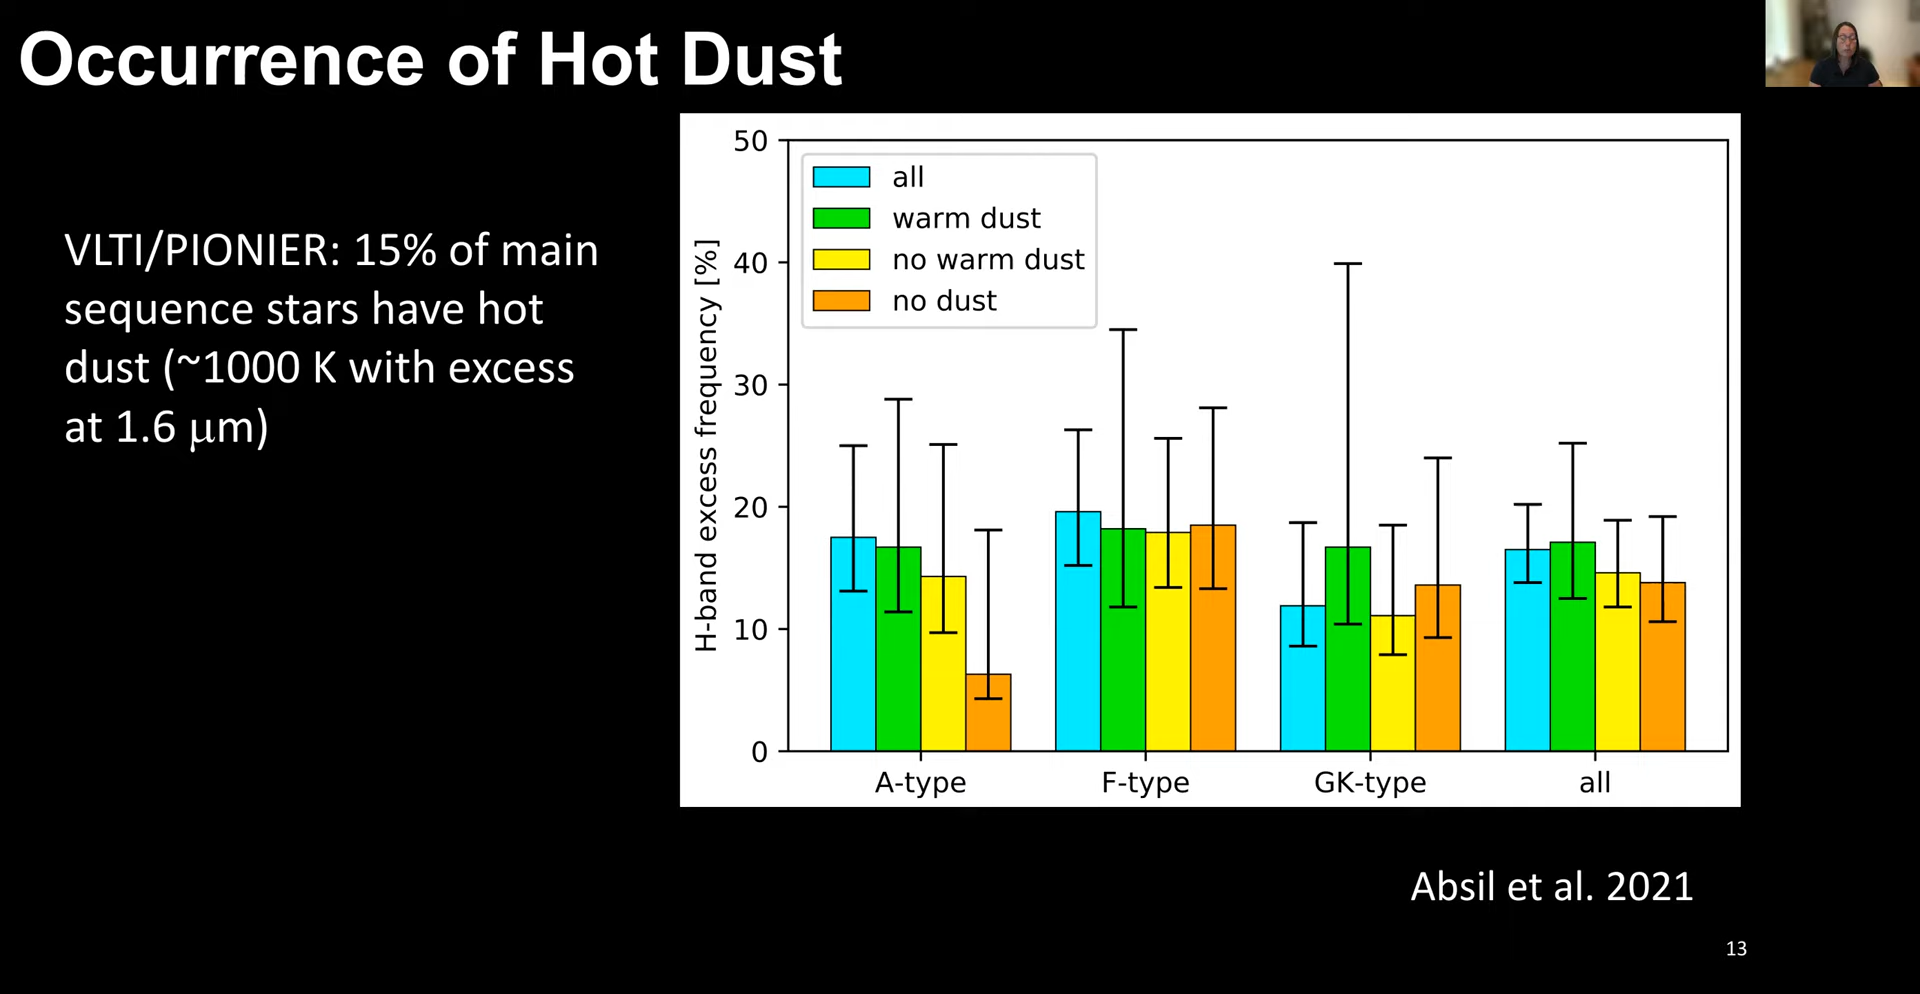 Occurrence of Hot Dust
VLTI/PIONIER: 15% of main
sequence stars have hot
dust (~1000 K with excess
at 1.6 μm)
H-band excess frequency [%]
50
40
30
20
10
0
all
warm dust
no warm dust
no dust
A-type
F-type
GK-type
all
Absil et al. 2021
13